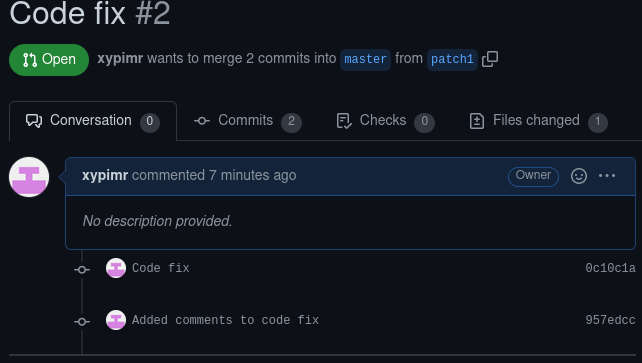 Code fix #2
Open xypimr wants to merge 2 commits into master from patch1
Conversation 0 Commits 2 Checks 0 Files changed 1
xypimr commented 7 minutes ago Owner
No description provided.
Code fix 0c10c1a
Added comments to code fix 957edcc